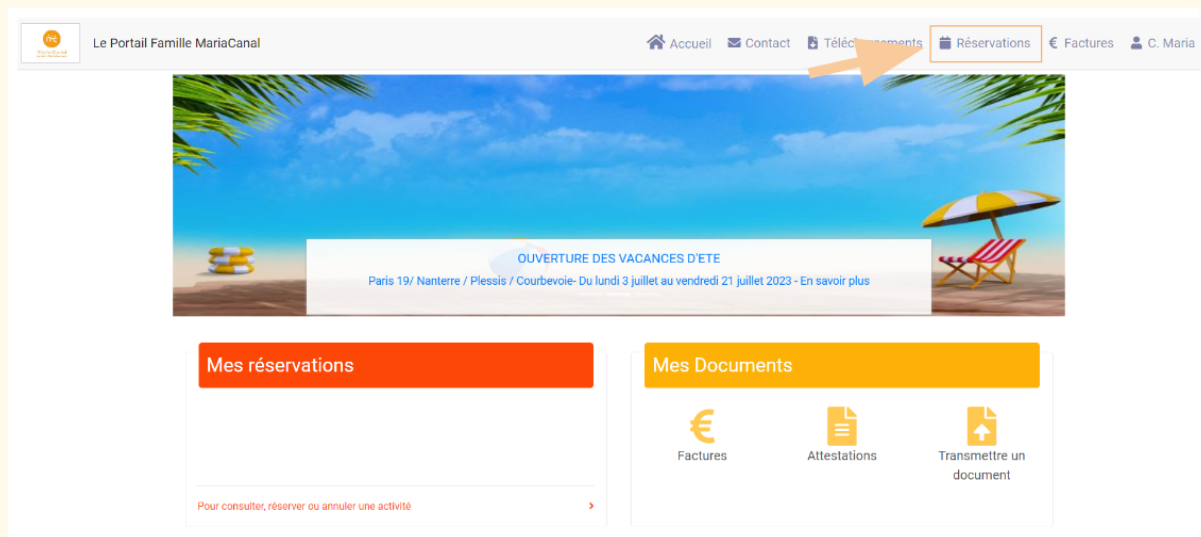 Le Portail Famille MariaCanal
Accueil Contact Téléchargements Réservations € Factures C. Maria
OUVERTURE DES VACANCES D'ETE
Paris 19/ Nanterre / Plessis / Courbevoie- Du lundi 3 juillet au vendredi 21 juillet 2023 - En savoir plus
Mes réservations
Mes Documents
€
Factures
Attestations
Transmettre un
document
Pour consulter, réserver ou annuler une activité